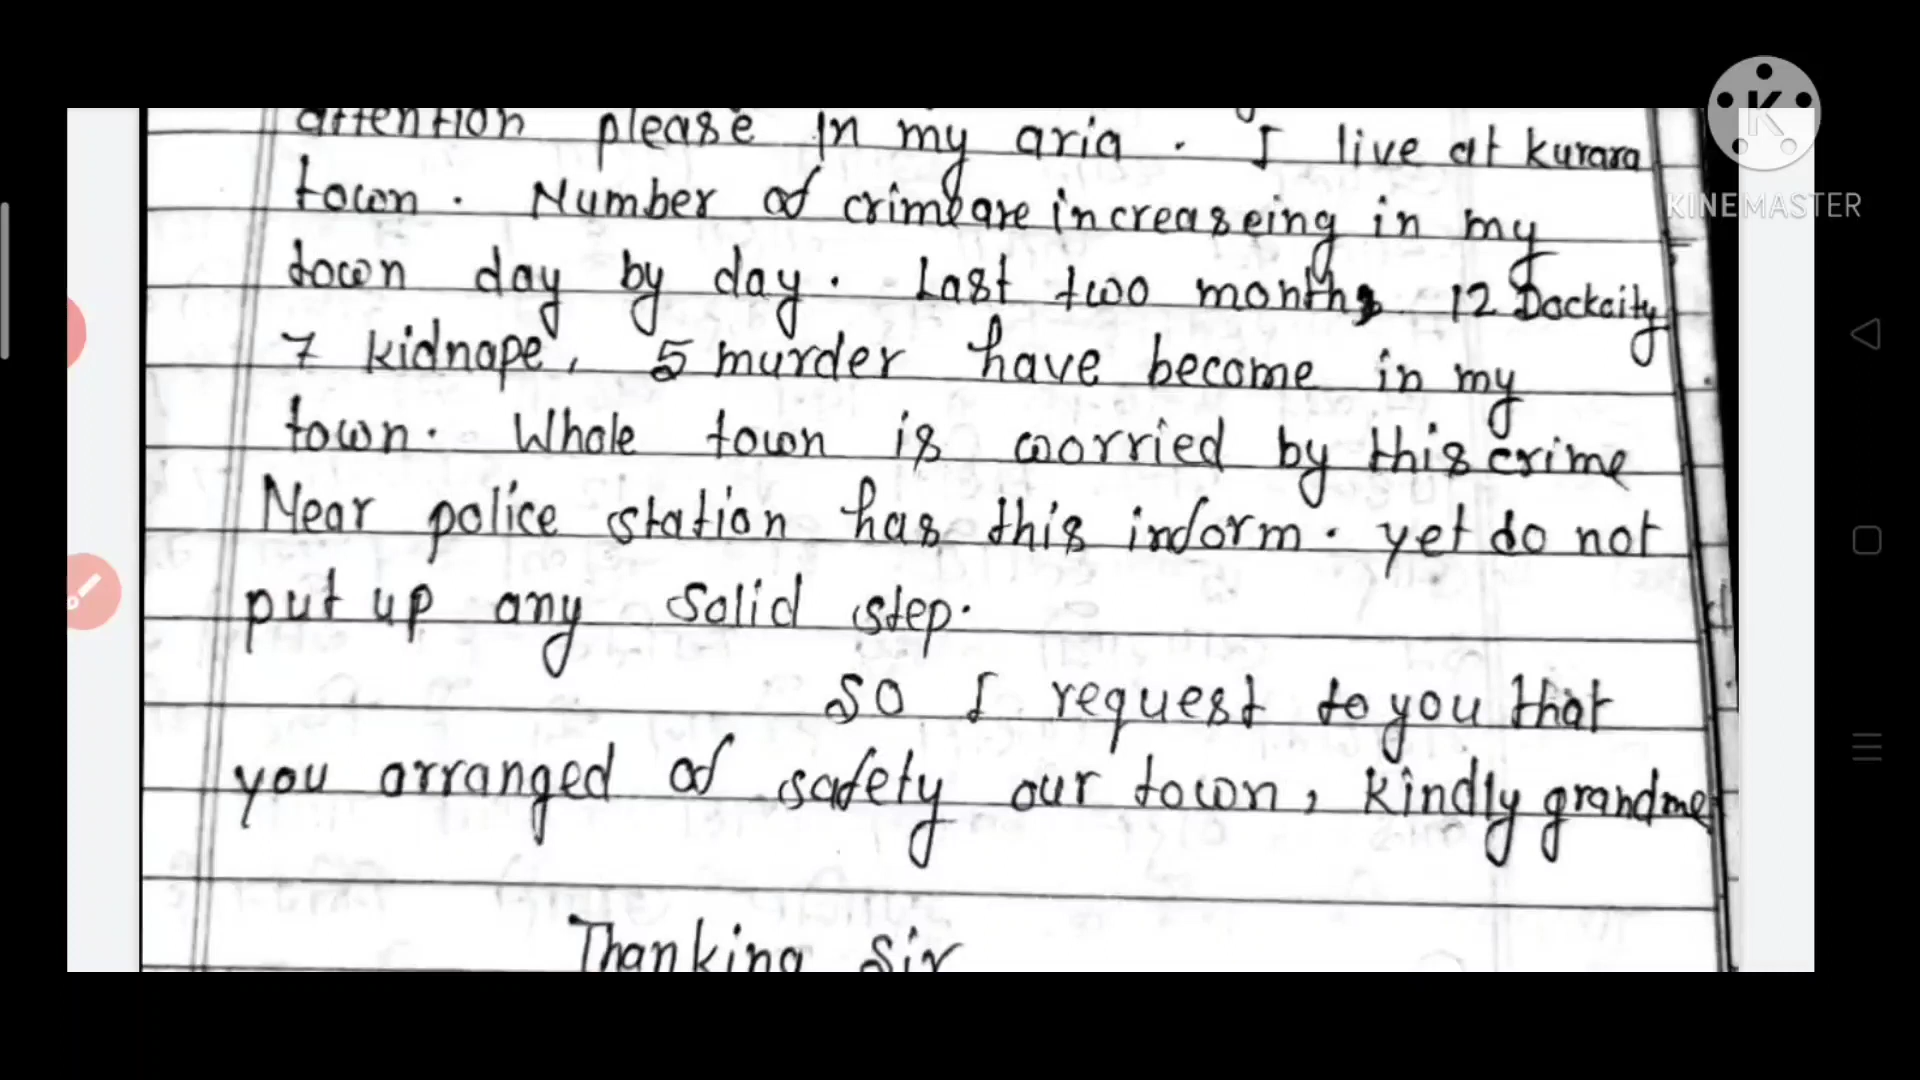 attention please in my aria. I live at kurara
town. Number of crime are increaseing in my
town day by day. Last two months 12 Dockaity
7 kidnape, 5 murder have become in my
town. Whole town is worried by this crime
Near police station has this inform. yet do not
put up any solid step.
So I request to you that
you arranged of safety our town, kindly grand me
Thanking Sir
K
KINEMASTER